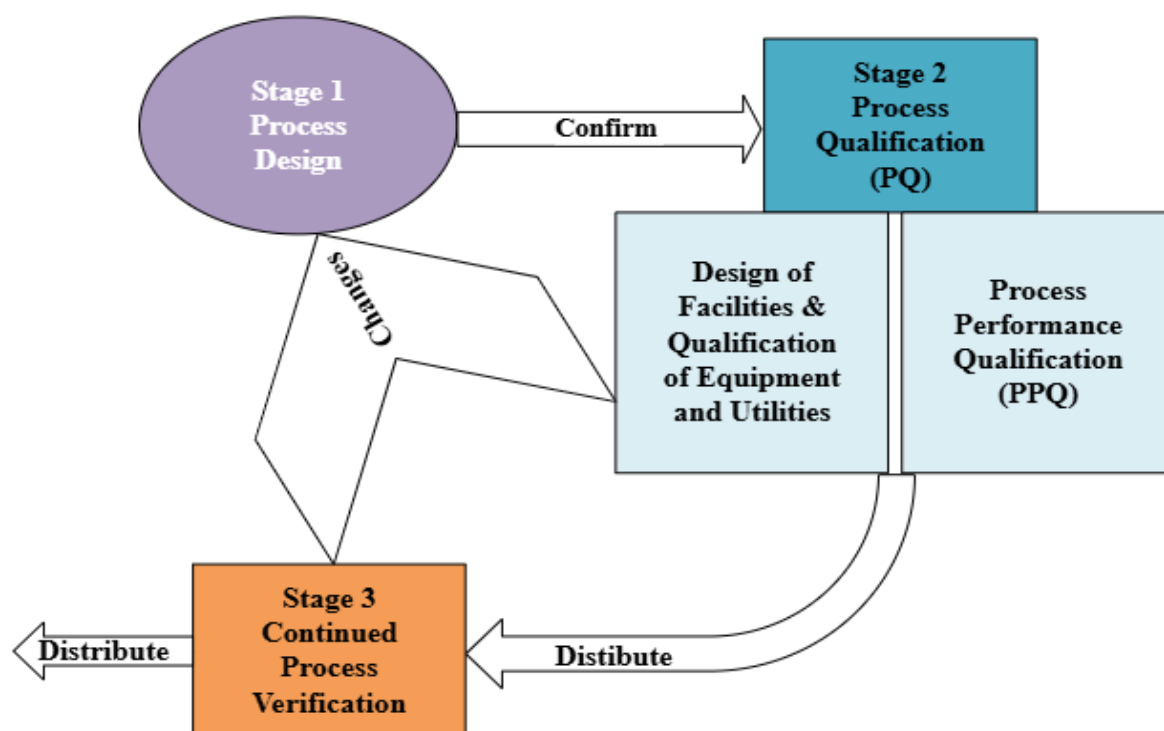 Stage 1
Process
Design
Confirm
Stage 2
Process
Qualification
(PQ)
Changes
Design of
Facilities &
Qualification
of Equipment
and Utilities
Process
Performance
Qualification
(PPQ)
Stage 3
Continued
Process
Verification
Distribute
Distibute